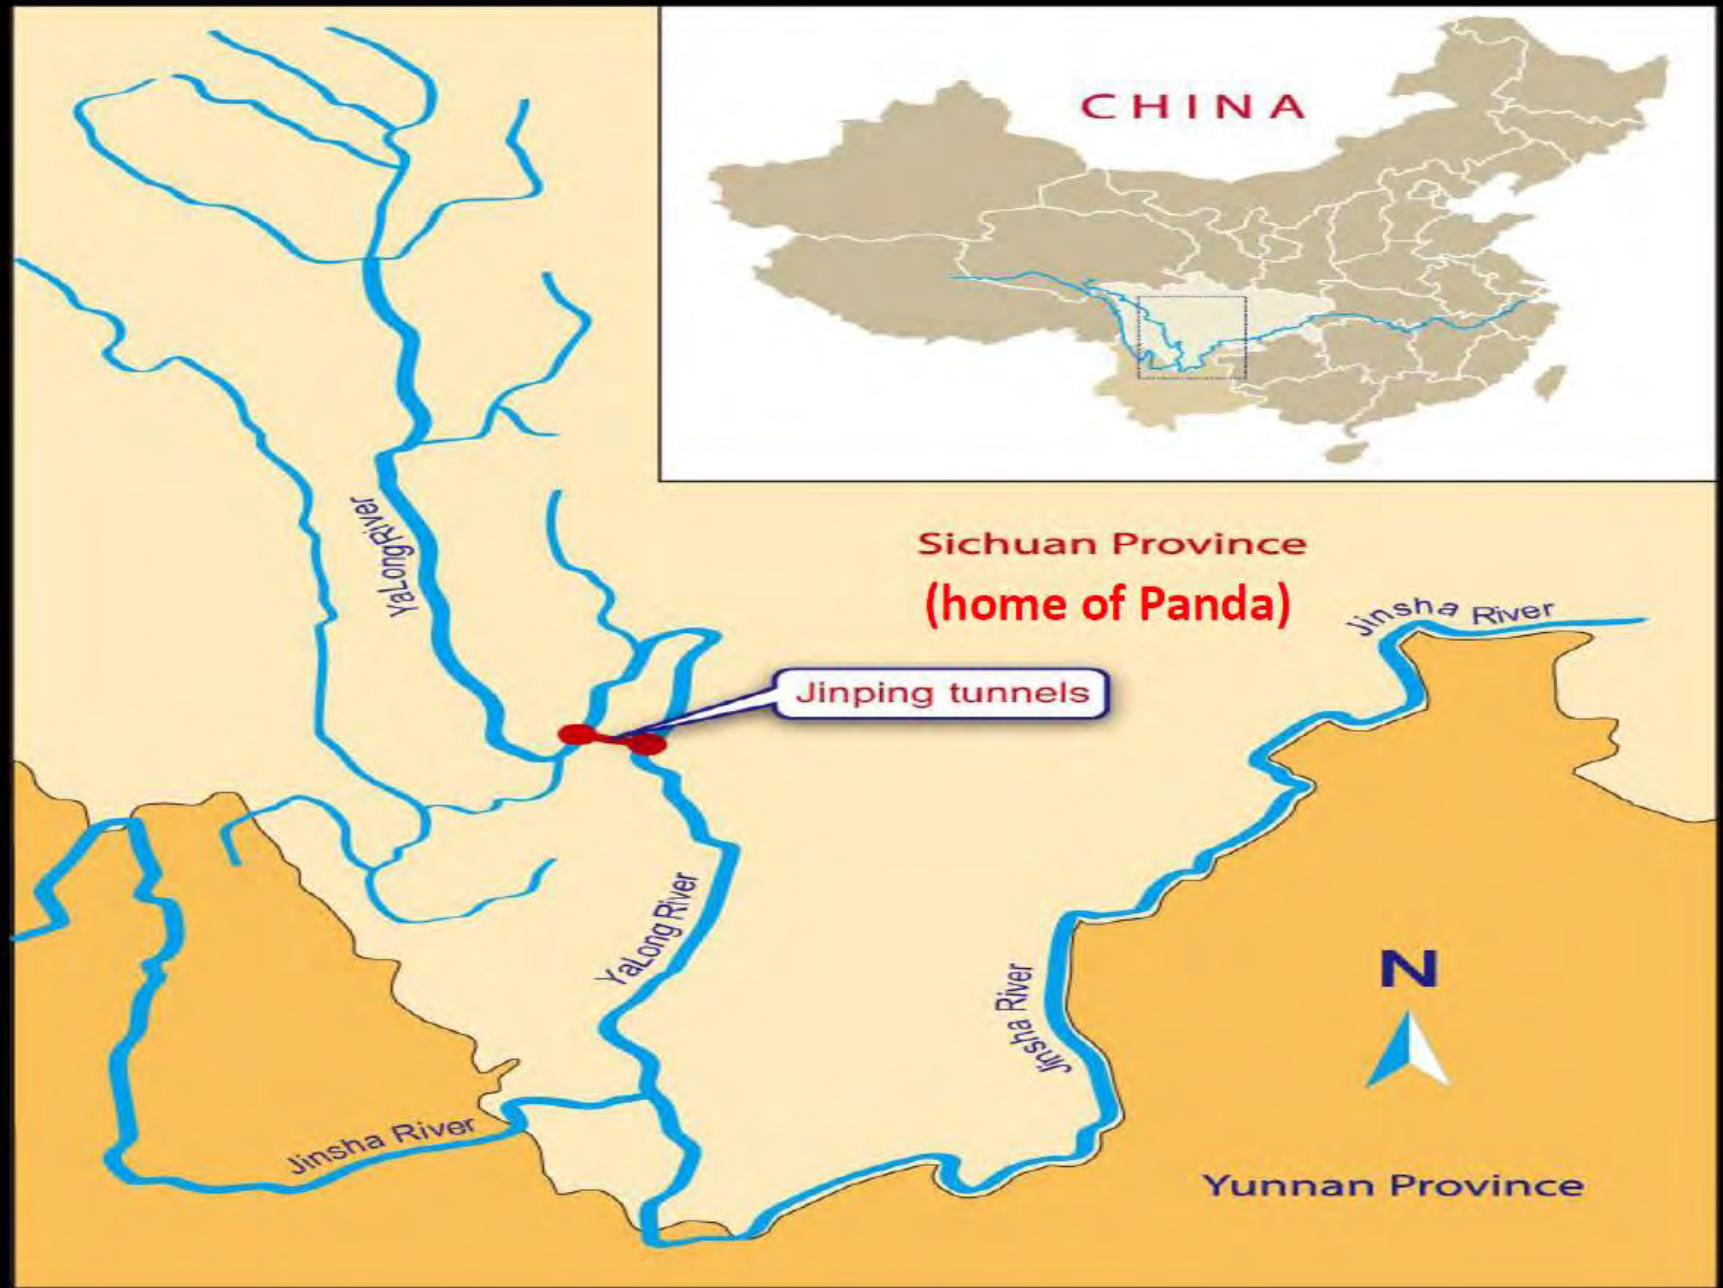 CHINA
YaLongRiver
Sichuan Province
(home of Panda)
Jinsha River
Jinping tunnels
YaLong River
Jinsha River
N
Jinsha River
Yunnan Province